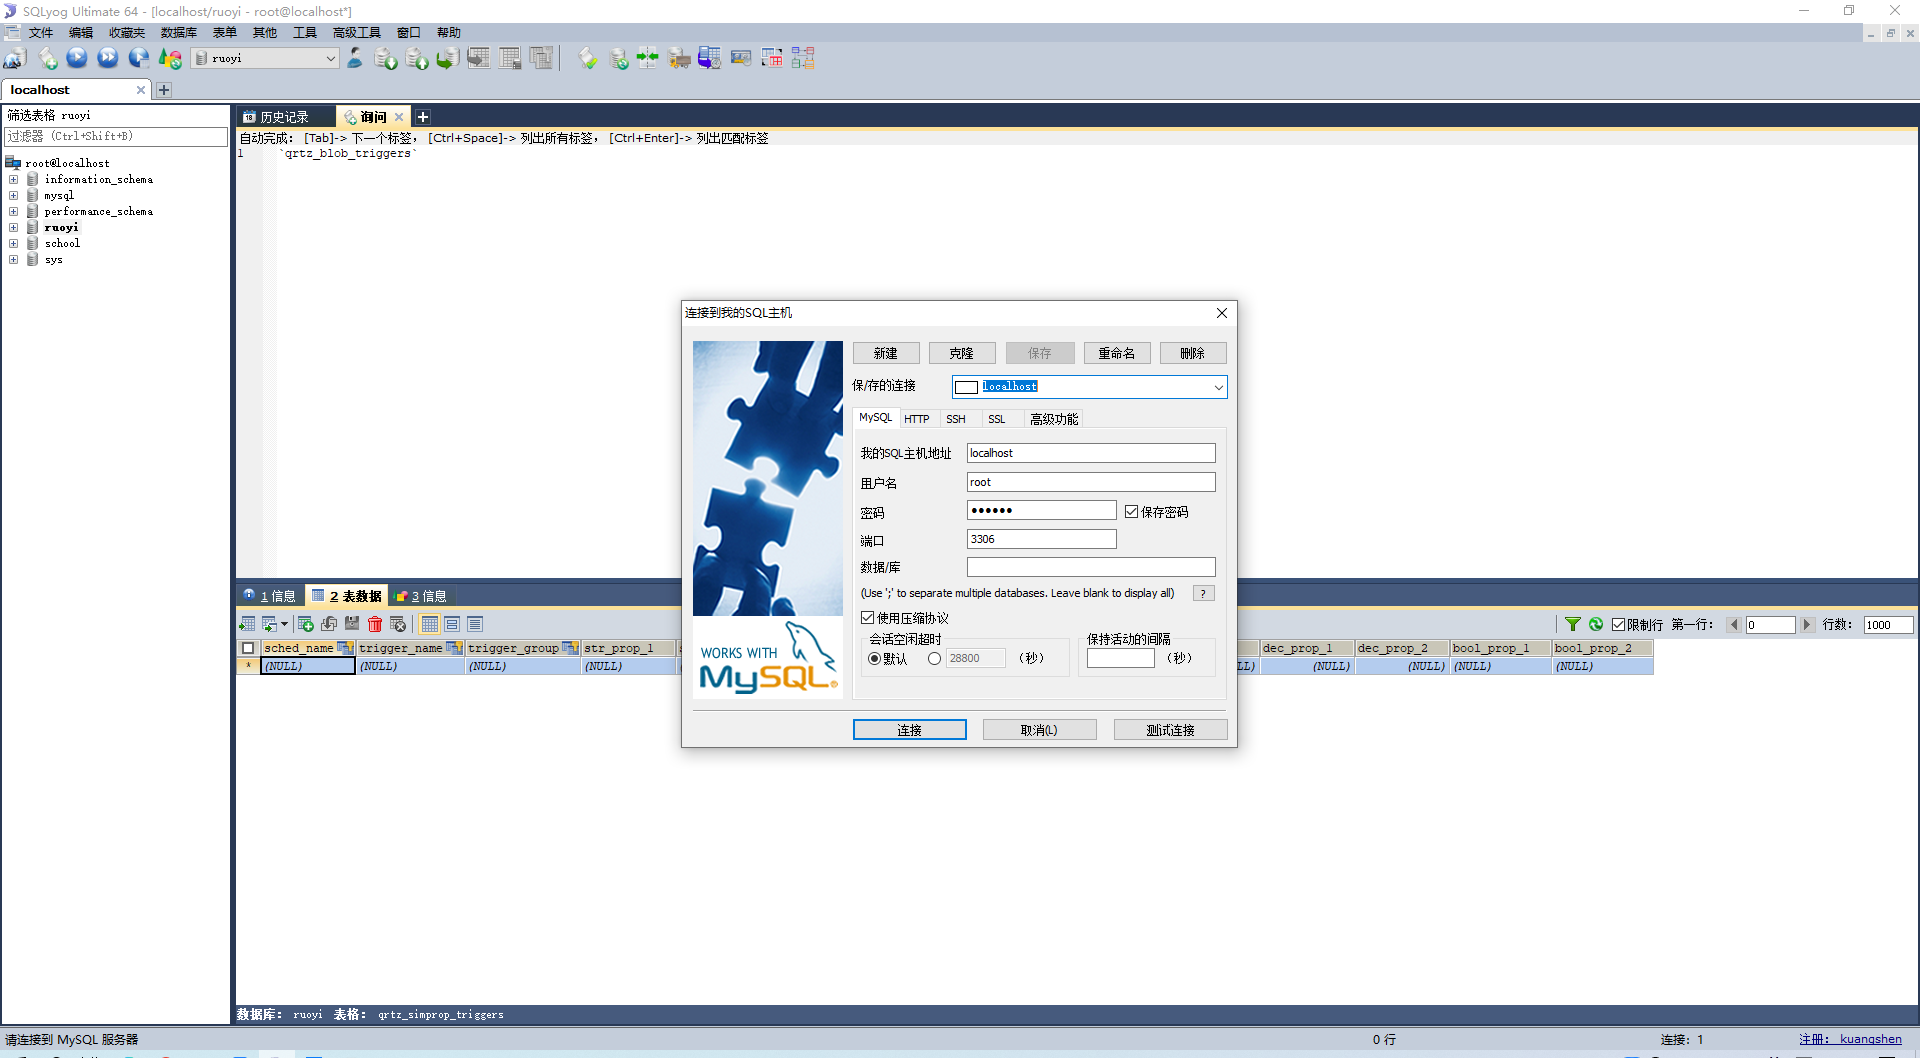 SQLyog Ultimate 64 - [localhost/ruoyi - root@localhost*]
文件 编辑 收藏夹 数据库 表单 其他 工具 高级工具 窗口 帮助
ruoyi
localhost
筛选表格 ruoyi
过滤器 (Ctrl+Shift+B)
root@localhost
information_schema
mysql
performance_schema
ruoyi
school
sys
历史记录 询问
自动完成: [Tab]-> 下一个标签, [Ctrl+Space]-> 列出所有标签, [Ctrl+Enter]-> 列出匹配标签
1 `qrtz_blob_triggers`
连接到我的SQL主机
新建 克隆 保存 重命名 删除
保/存的连接 localhost
MySQL HTTP SSH SSL 高级功能
我的SQL主机地址 localhost
用户名 root
密码 ●●●●●● 保存密码
端口 3306
数据/库
(Use ';' to separate multiple databases. Leave blank to display all) ?
使用压缩协议
会话空闲超时 保持活动的间隔
默认 28800 (秒) (秒)
WORKS WITH
MySQL®
连接 取消(L) 测试连接
1 信息 2 表数据 3 信息
限制行 第一行: 0 行数: 1000
sched_name trigger_name trigger_group str_prop_1 dec_prop_1 dec_prop_2 bool_prop_1 bool_prop_2
* (NULL) (NULL) (NULL) (NULL) (NULL) (NULL) (NULL) (NULL)
数据库: ruoyi 表格: qrtz_simprop_triggers
请连接到 MySQL 服务器 0 行 连接: 1 注册: kuangshen